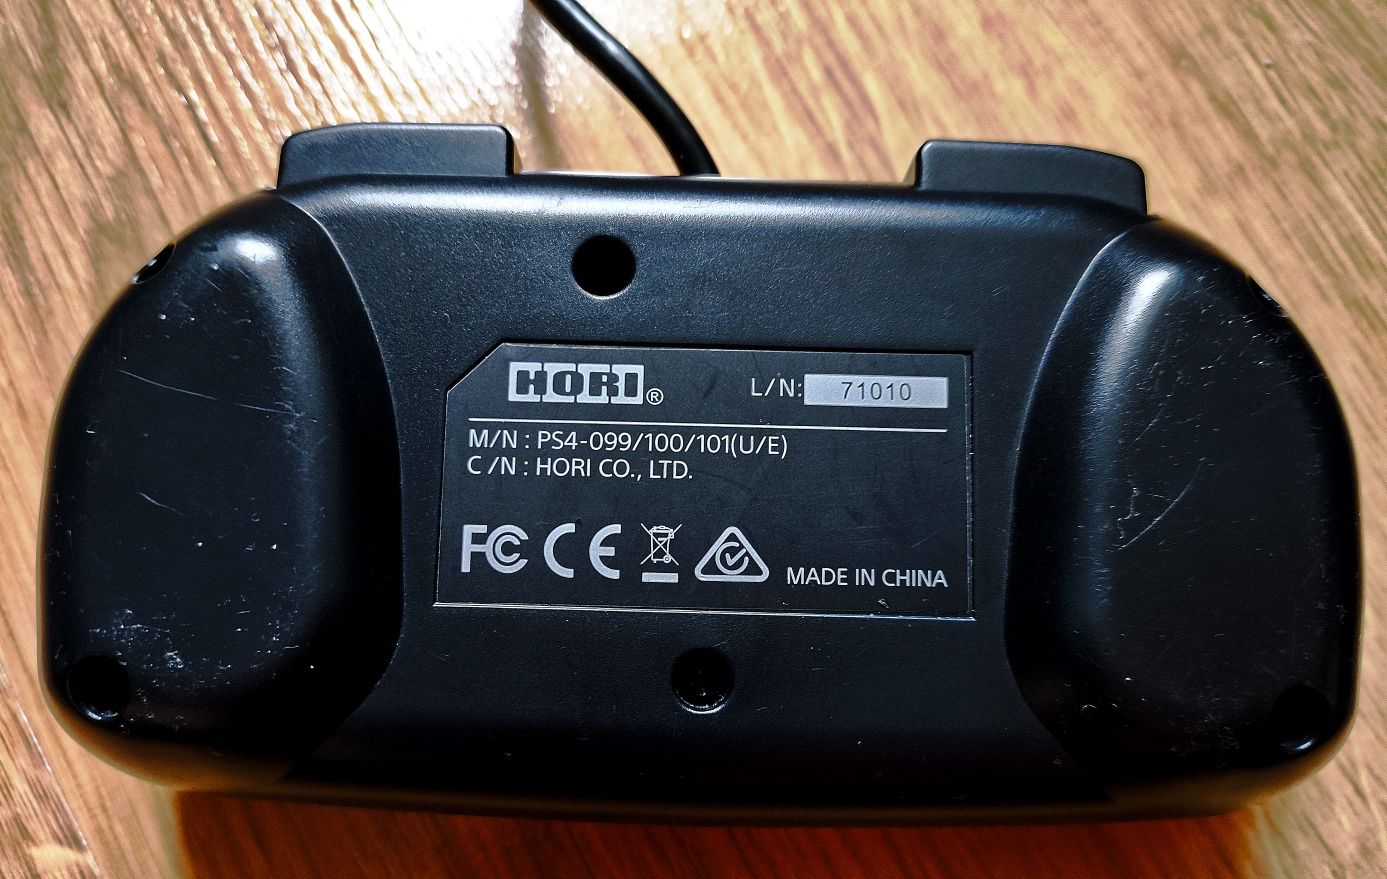 HORI® L/N: 71010
M/N : PS4-099/100/101(U/E)
C /N : HORI CO., LTD.
FC CE MADE IN CHINA